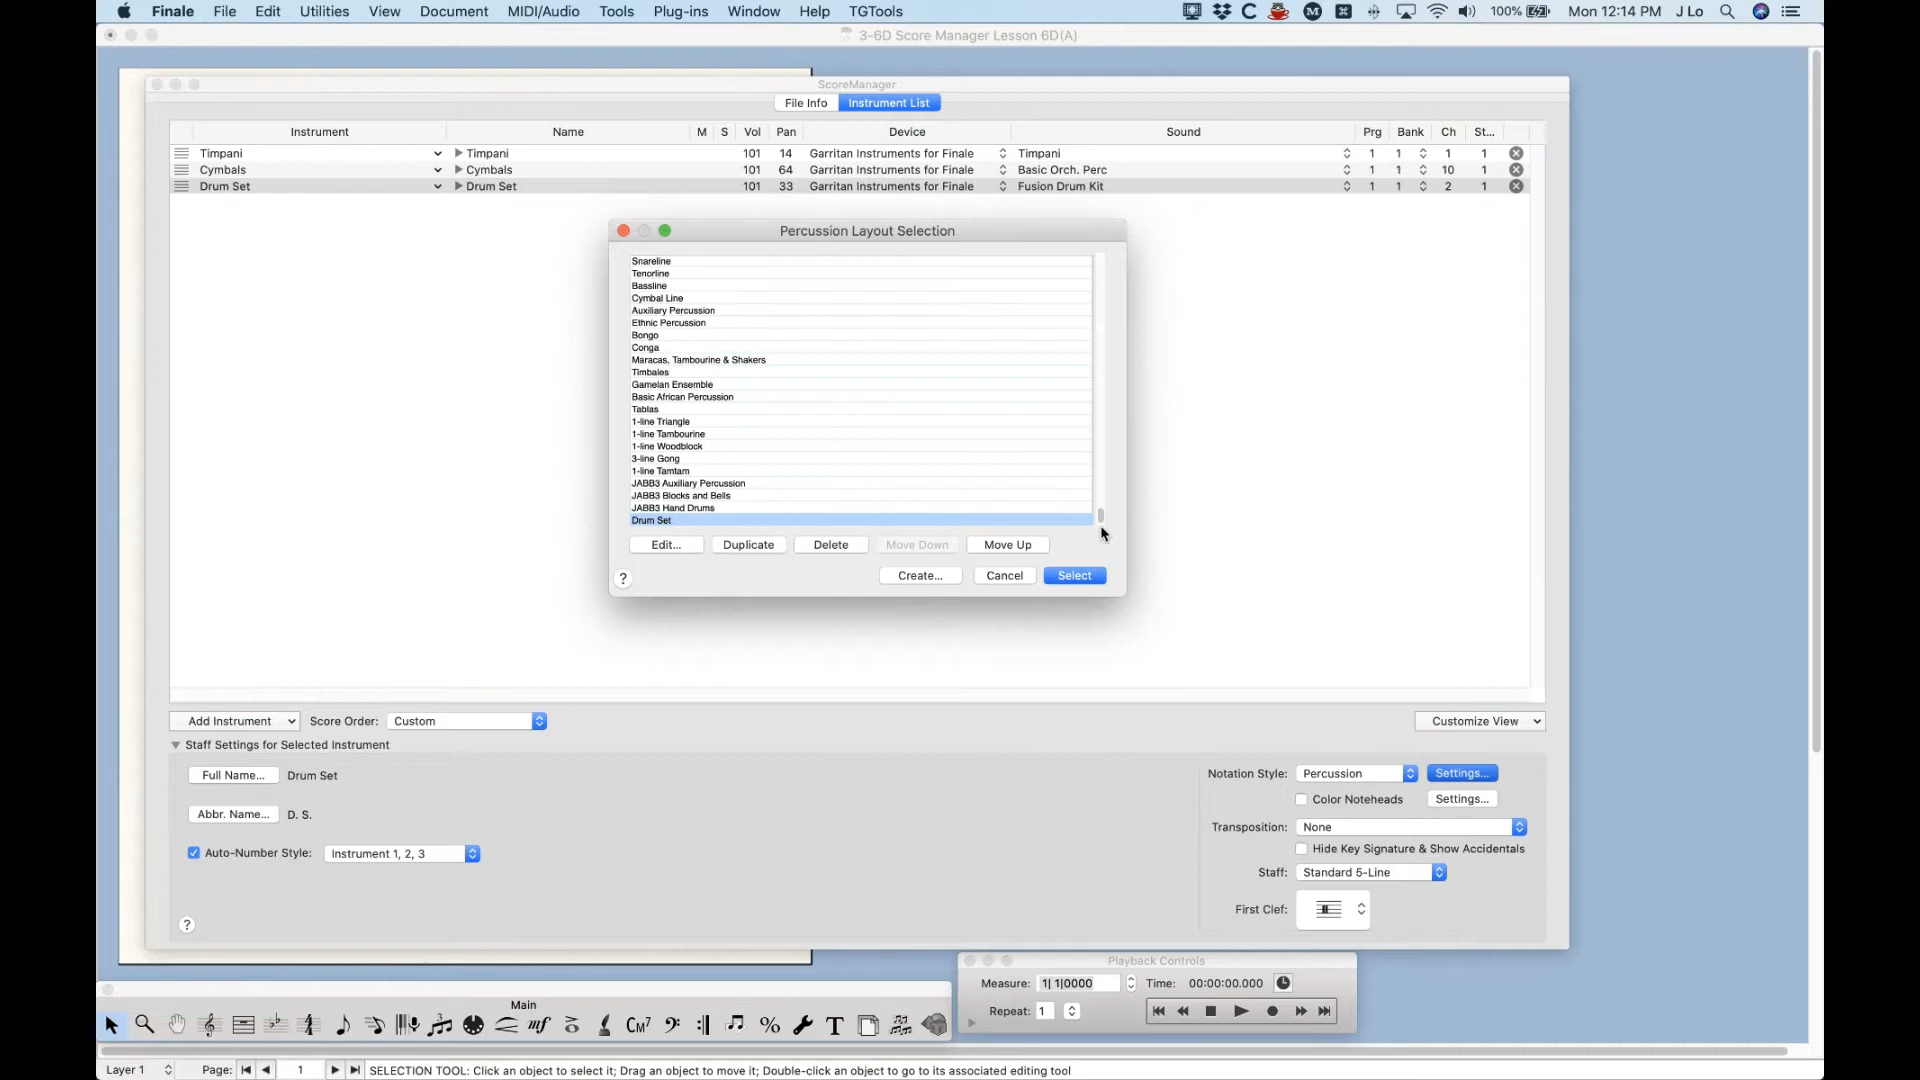 Finale File Edit Utilities View Document MIDI/Audio Tools Plug-ins Window Help TGTools 100% Mon 12:14 PM J Lo
3-6D Score Manager Lesson 6D(A)
ScoreManager
File Info Instrument List
Instrument Name M S Vol Pan Device Sound Prg Bank Ch St...
Timpani Timpani 101 14 Garritan Instruments for Finale Timpani 1 1 1 1
Cymbals Cymbals 101 64 Garritan Instruments for Finale Basic Orch. Perc 1 1 10 1
Drum Set Drum Set 101 33 Garritan Instruments for Finale Fusion Drum Kit 1 1 2 1
Percussion Layout Selection
Snareline
Tenorline
Bassline
Cymbal Line
Auxiliary Percussion
Ethnic Percussion
Bongo
Conga
Maracas, Tambourine & Shakers
Timbales
Gamelan Ensemble
Basic African Percussion
Tablas
1-line Triangle
1-line Tambourine
1-line Woodblock
3-line Gong
1-line Tamtam
JABB3 Auxiliary Percussion
JABB3 Blocks and Bells
JABB3 Hand Drums
Drum Set
Edit... Duplicate Delete Move Down Move Up
? Create... Cancel Select
Add Instrument Score Order: Custom Customize View
Staff Settings for Selected Instrument
Full Name... Drum Set Notation Style: Percussion Settings...
Color Noteheads Settings...
Abbr. Name... D. S.
Transposition: None
Hide Key Signature & Show Accidentals
Auto-Number Style: Instrument 1, 2, 3
Staff: Standard 5-Line
First Clef:
?
Playback Controls
Measure: 1| 1|0000 Time: 00:00:00.000
Main
Repeat: 1
mf CM7 % T
Layer 1 Page: 1 SELECTION TOOL: Click an object to select it; Drag an object to move it; Double-click an object to go to its associated editing tool